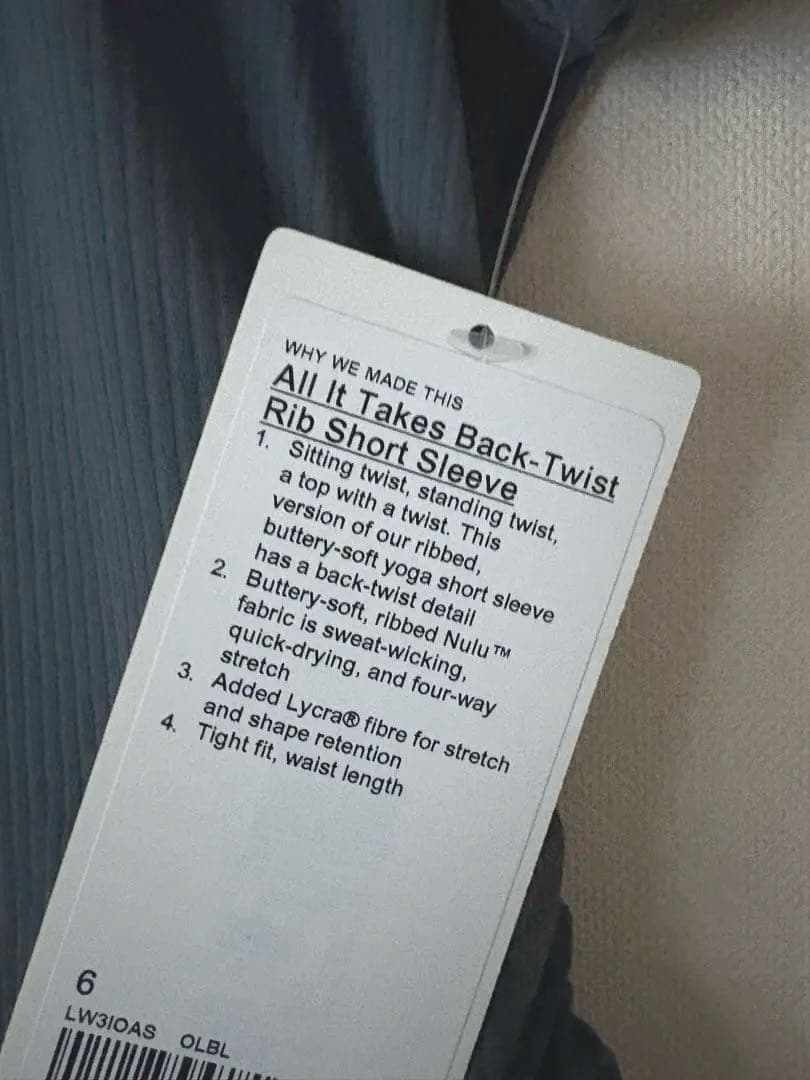 WHY WE MADE THIS
All It Takes Back-Twist
Rib Short Sleeve
1. Sitting twist, standing twist,
a top with a twist. This
version of our ribbed,
buttery-soft yoga short sleeve
has a back-twist detail
2. Buttery-soft, ribbed Nulu™
fabric is sweat-wicking,
quick-drying, and four-way
stretch
3. Added Lycra® fibre for stretch
and shape retention
4. Tight fit, waist length
6
LW3IOAS OLBL